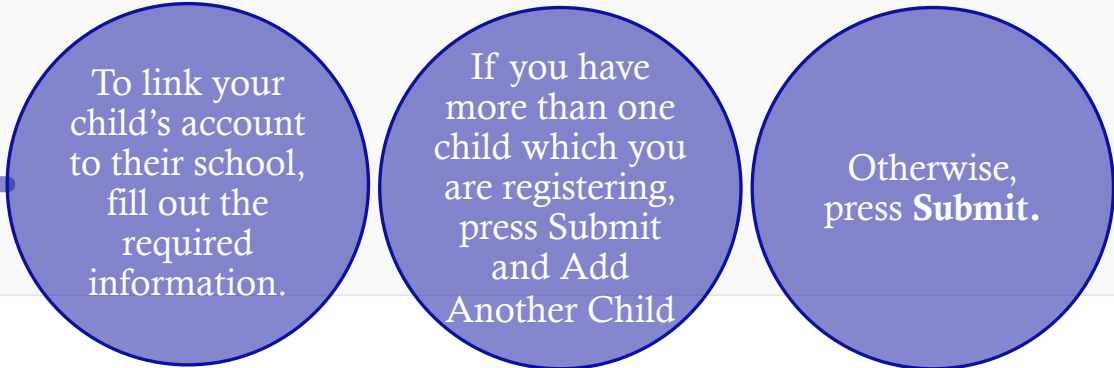 To link your
child’s account
to their school,
fill out the
required
information.
If you have
more than one
child which you
are registering,
press Submit
and Add
Another Child
Otherwise,
press Submit.